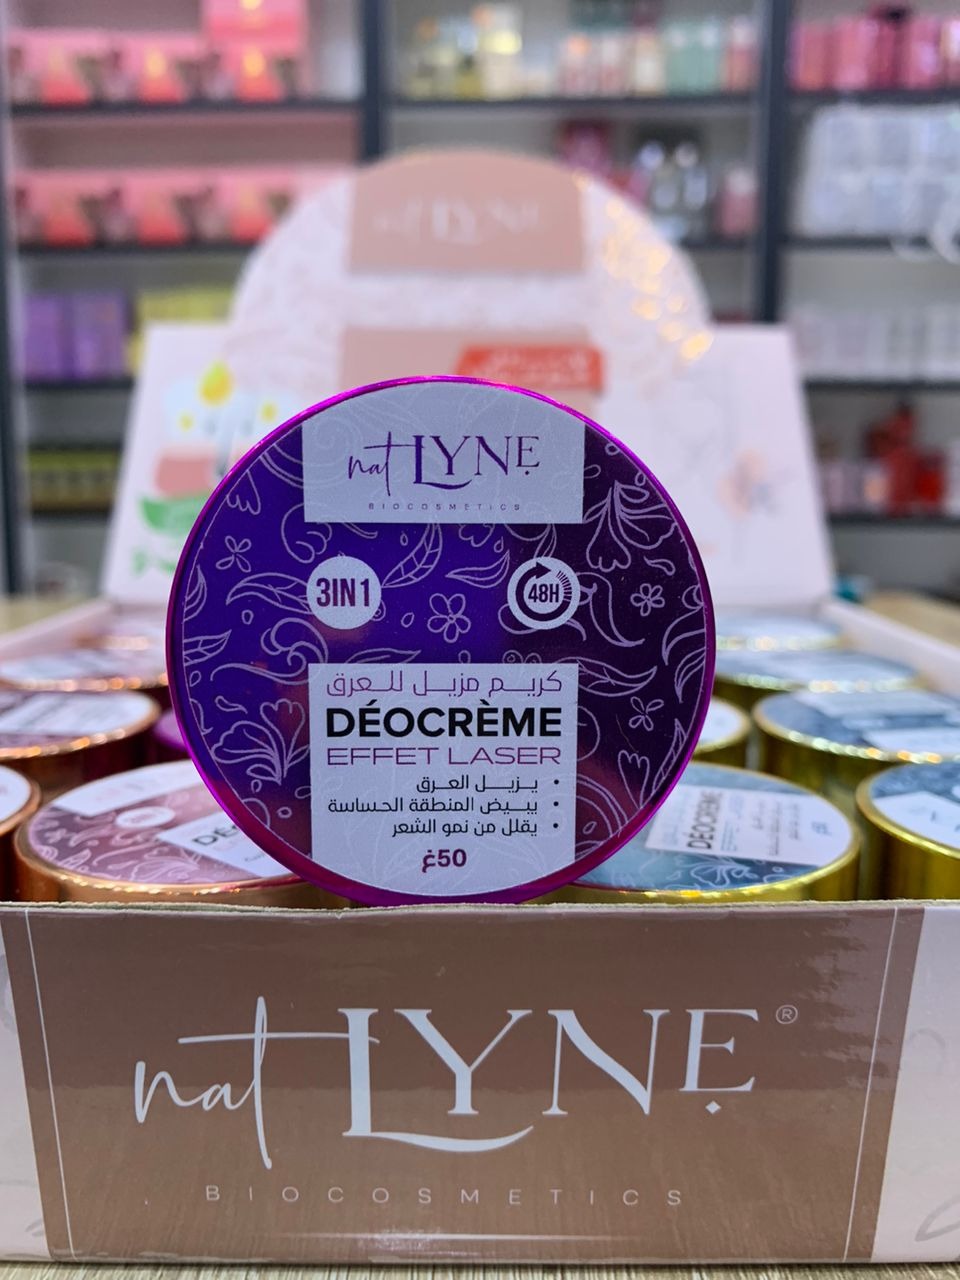 natLYNE
BIOCOSMETICS
3IN1
48H
كريم مزيل للعرق
DÉOCRÈME
EFFET LASER
• يزيل العرق
• يبيض المنطقة الحساسة
• يقلل من نمو الشعر
50غ
DÉOCRÈME
natLYNE®
BIOCOSMETICS